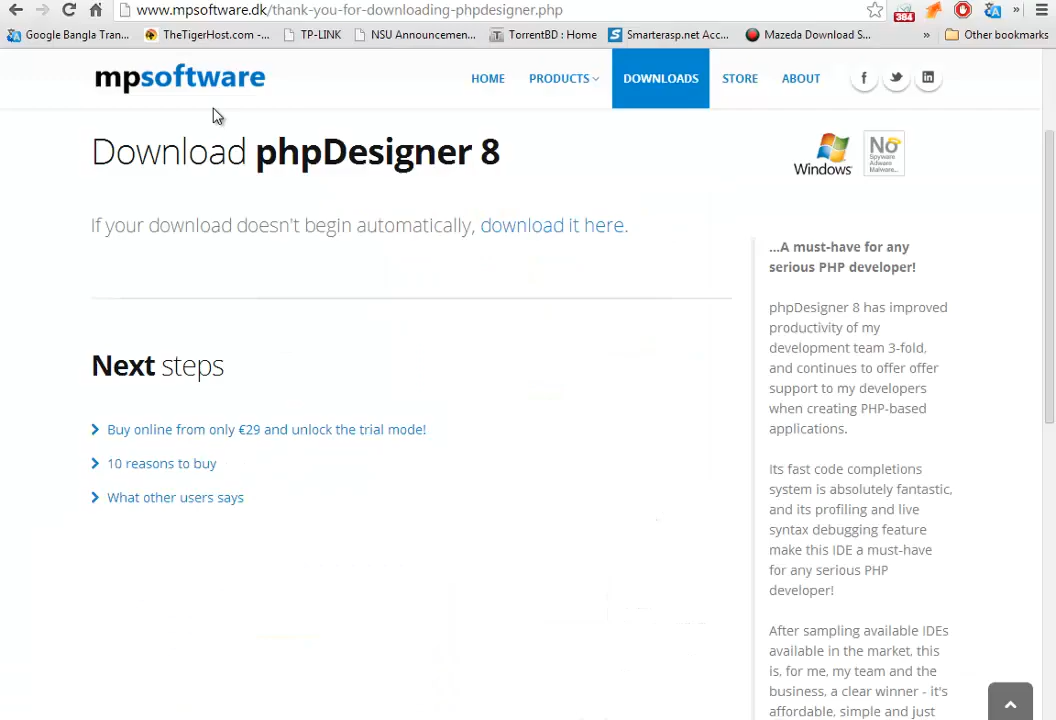 www.mpsoftware.dk/thank-you-for-downloading-phpdesigner.php
384
Google Bangla Tran... TheTigerHost.com -... TP-LINK NSU Announcemen... TorrentBD : Home Smarterasp.net Acc... Mazeda Download S... » Other bookmarks
mpsoftware HOME PRODUCTS DOWNLOADS STORE ABOUT
Download phpDesigner 8
Windows
No
Spyware
Adware
Malware...
If your download doesn't begin automatically, download it here.
...A must-have for any
serious PHP developer!
phpDesigner 8 has improved
productivity of my
development team 3-fold,
and continues to offer offer
support to my developers
when creating PHP-based
applications.
Next steps
Buy online from only €29 and unlock the trial mode!
10 reasons to buy
What other users says
Its fast code completions
system is absolutely fantastic,
and its profiling and live
syntax debugging feature
make this IDE a must-have
for any serious PHP
developer!
After sampling available IDEs
available in the market, this
is, for me, my team and the
business, a clear winner - it's
affordable, simple and just